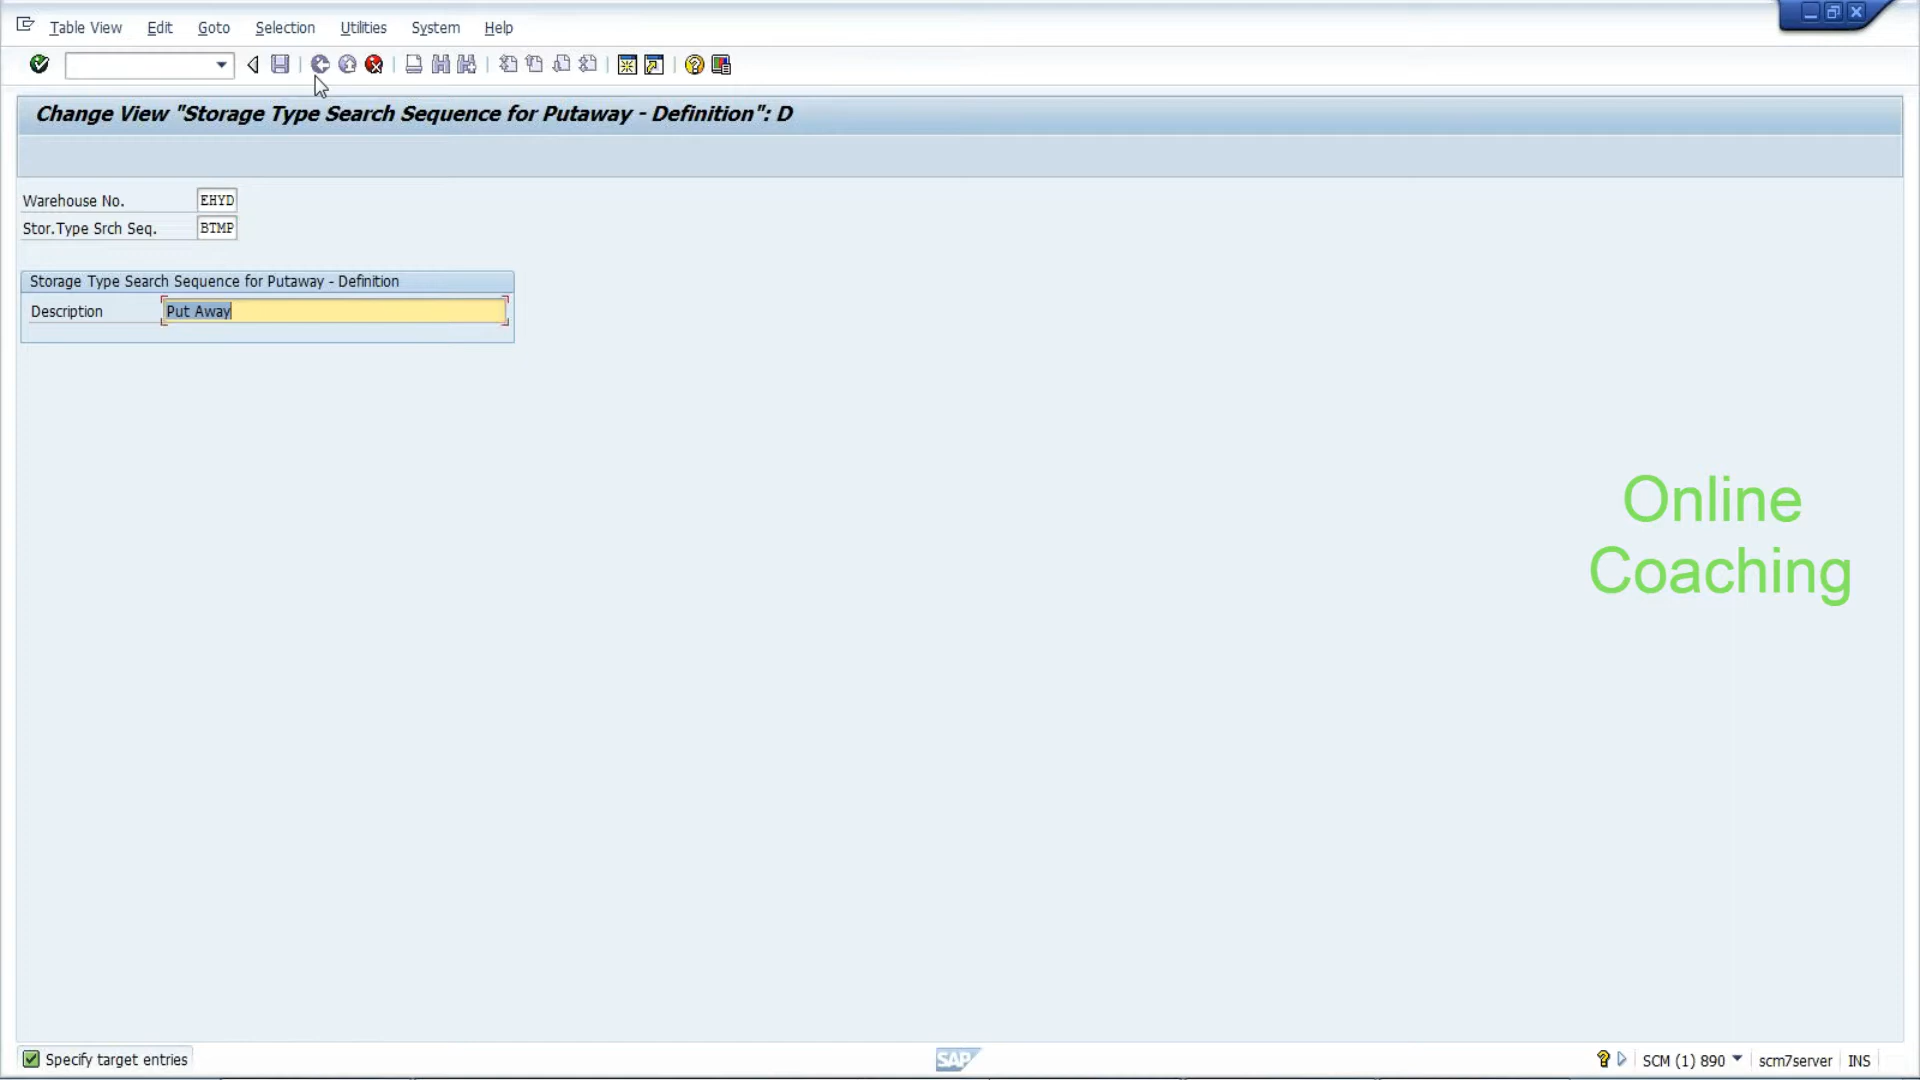 Table View Edit Goto Selection Utilities System Help
Change View "Storage Type Search Sequence for Putaway - Definition": D
Warehouse No. EHYD
Stor.Type Srch Seq. BTMP
Storage Type Search Sequence for Putaway - Definition
Description Put Away
Online
Coaching
Specify target entries
SAP
SCM (1) 890 scm7server INS